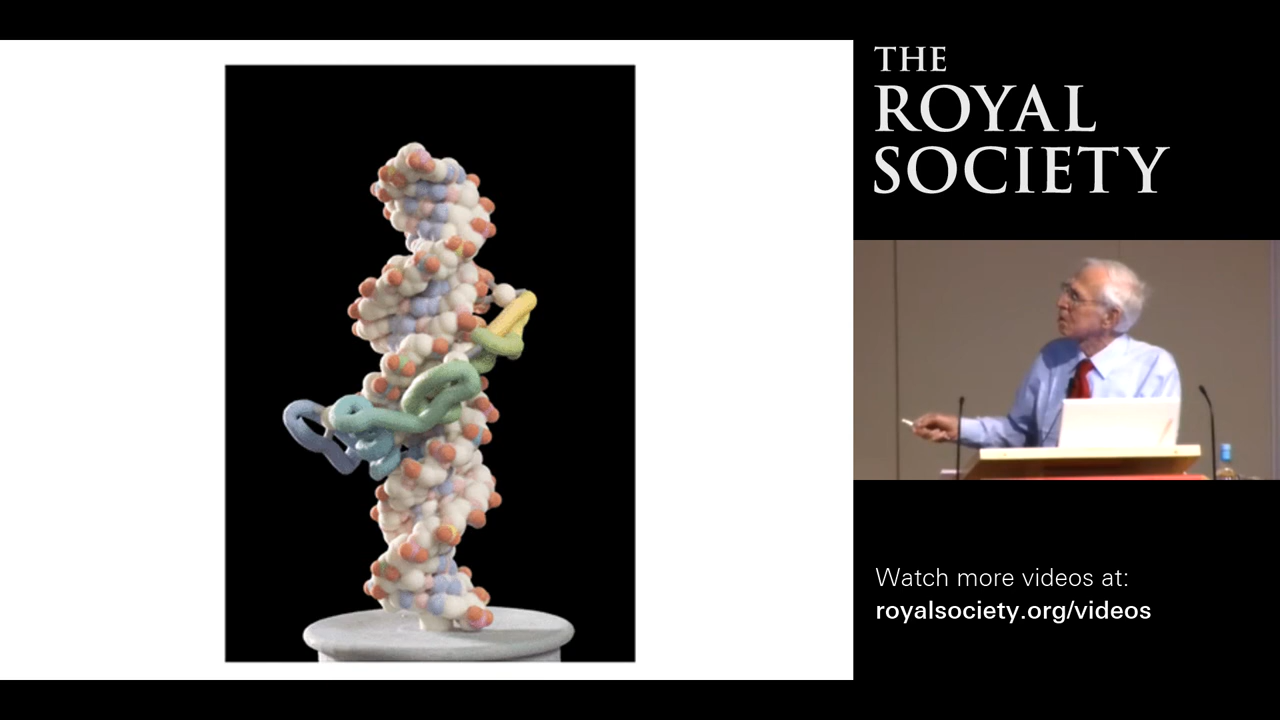 THE
ROYAL
SOCIETY
Watch more videos at:
royalsociety.org/videos